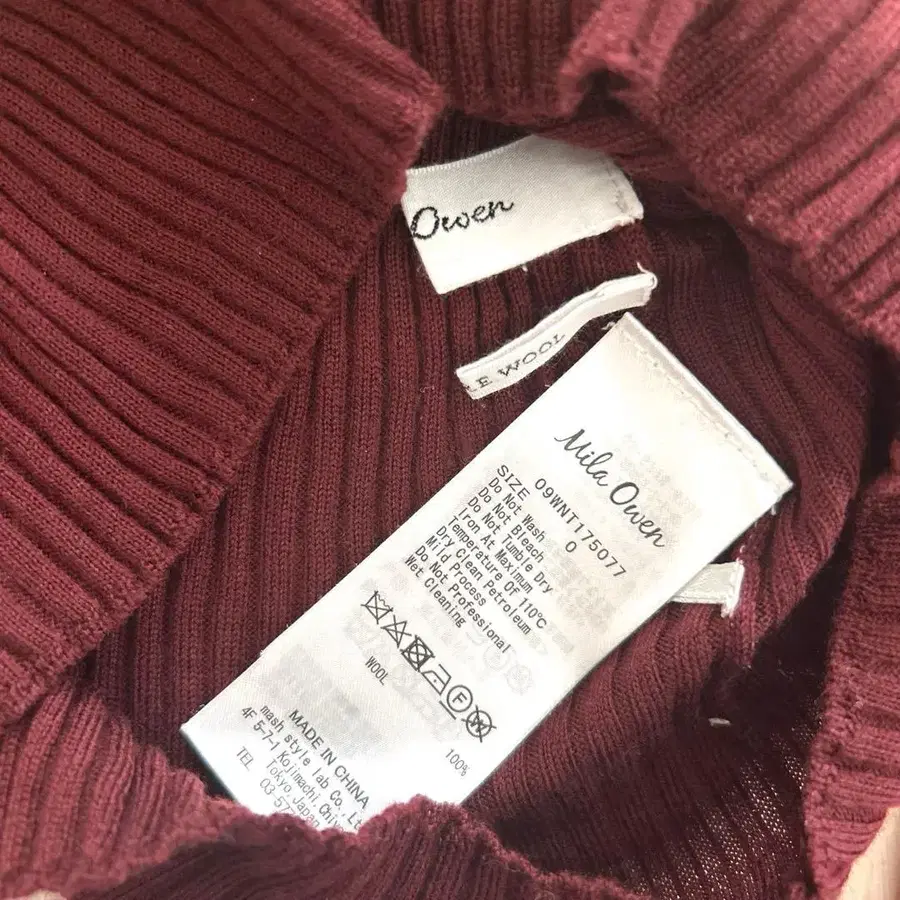 Owen
E WOOL
Mila Owen
09WNT175077
SIZE 0
Do Not Wash
Do Not Bleach
Do Not Tumble Dry
Iron At Maximum
Temperature Of 110℃
Dry Clean Petroleum
Mild Process
Do Not Professional
Wet Cleaning
F W
WOOL 100%
MADE IN CHINA
mash style lab Co., Lt
4F 5-7-1 Kojimachi, Chiy
Tokyo, Japan
TEL 03-57